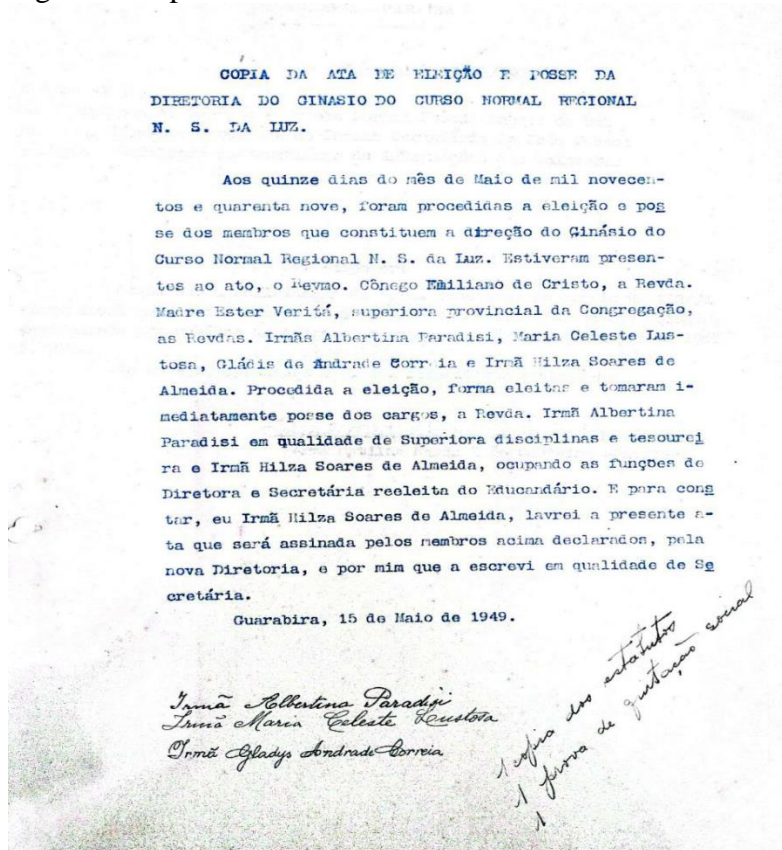 COPIA DA ATA DE ELEIÇÃO E POSSE DA
DIRETORIA DO GINASIO DO CURSO NORMAL REGIONAL
N. S. DA LUZ.
Aos quinze dias do mês de Maio de mil novecen-
tos e quarenta nove, foram procedidas a eleição e pos
se dos membros que constituem a direção do Ginásio do
Curso Normal Regional N. S. da Luz. Estiveram presen-
tes ao ato, o Revmo. Cônego Emiliano de Cristo, a Revda.
Madre Ester Veritá, superiora provincial da Congregação,
as Revdas. Irmãs Albertina Paradisi, Maria Celeste Lus-
tosa, Gládis de Andrade Correia e Irmã Hilza Soares de
Almeida. Procedida a eleição, forma eleitas e tomaram i-
mediatamente posse dos cargos, a Revda. Irmã Albertina
Paradisi em qualidade de Superiora disciplinas e tesourei
ra e Irmã Hilza Soares de Almeida, ocupando as funções de
Diretora e Secretária reeleita do Educandário. E para cons
tar, eu Irmã Hilza Soares de Almeida, lavrei a presente a-
ta que será assinada pelos membros acima declarados, pela
nova Diretoria, e por mim que a escrevi em qualidade de Se
cretária.
Guarabira, 15 de Maio de 1949.
Irmã Albertina Paradisi
Irmã Maria Celeste Lustosa
Irmã Gladys Andrade Correia
1 copia dos estatutos
1 prova de quitação social
1